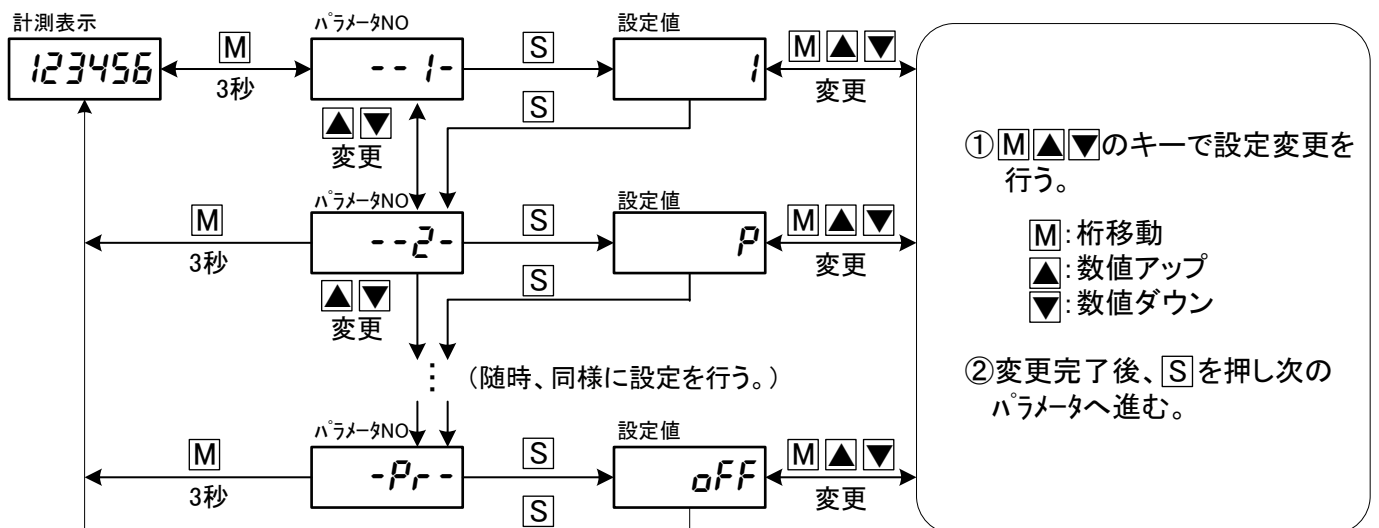 計測表示
123456
M
3秒
パラメータNO
--1-
S
設定値
1
M▲▼
変更
S
▲▼
変更
パラメータNO
--2-
M
3秒
S
設定値
P
M▲▼
変更
S
▲▼
変更
⋮ (随時、同様に設定を行う。)
パラメータNO
-Pr-
M
3秒
S
設定値
oFF
M▲▼
変更
S
①M▲▼のキーで設定変更を
行う。
M:桁移動
▲:数値アップ
▼:数値ダウン
②変更完了後、Sを押し次の
パラメータへ進む。